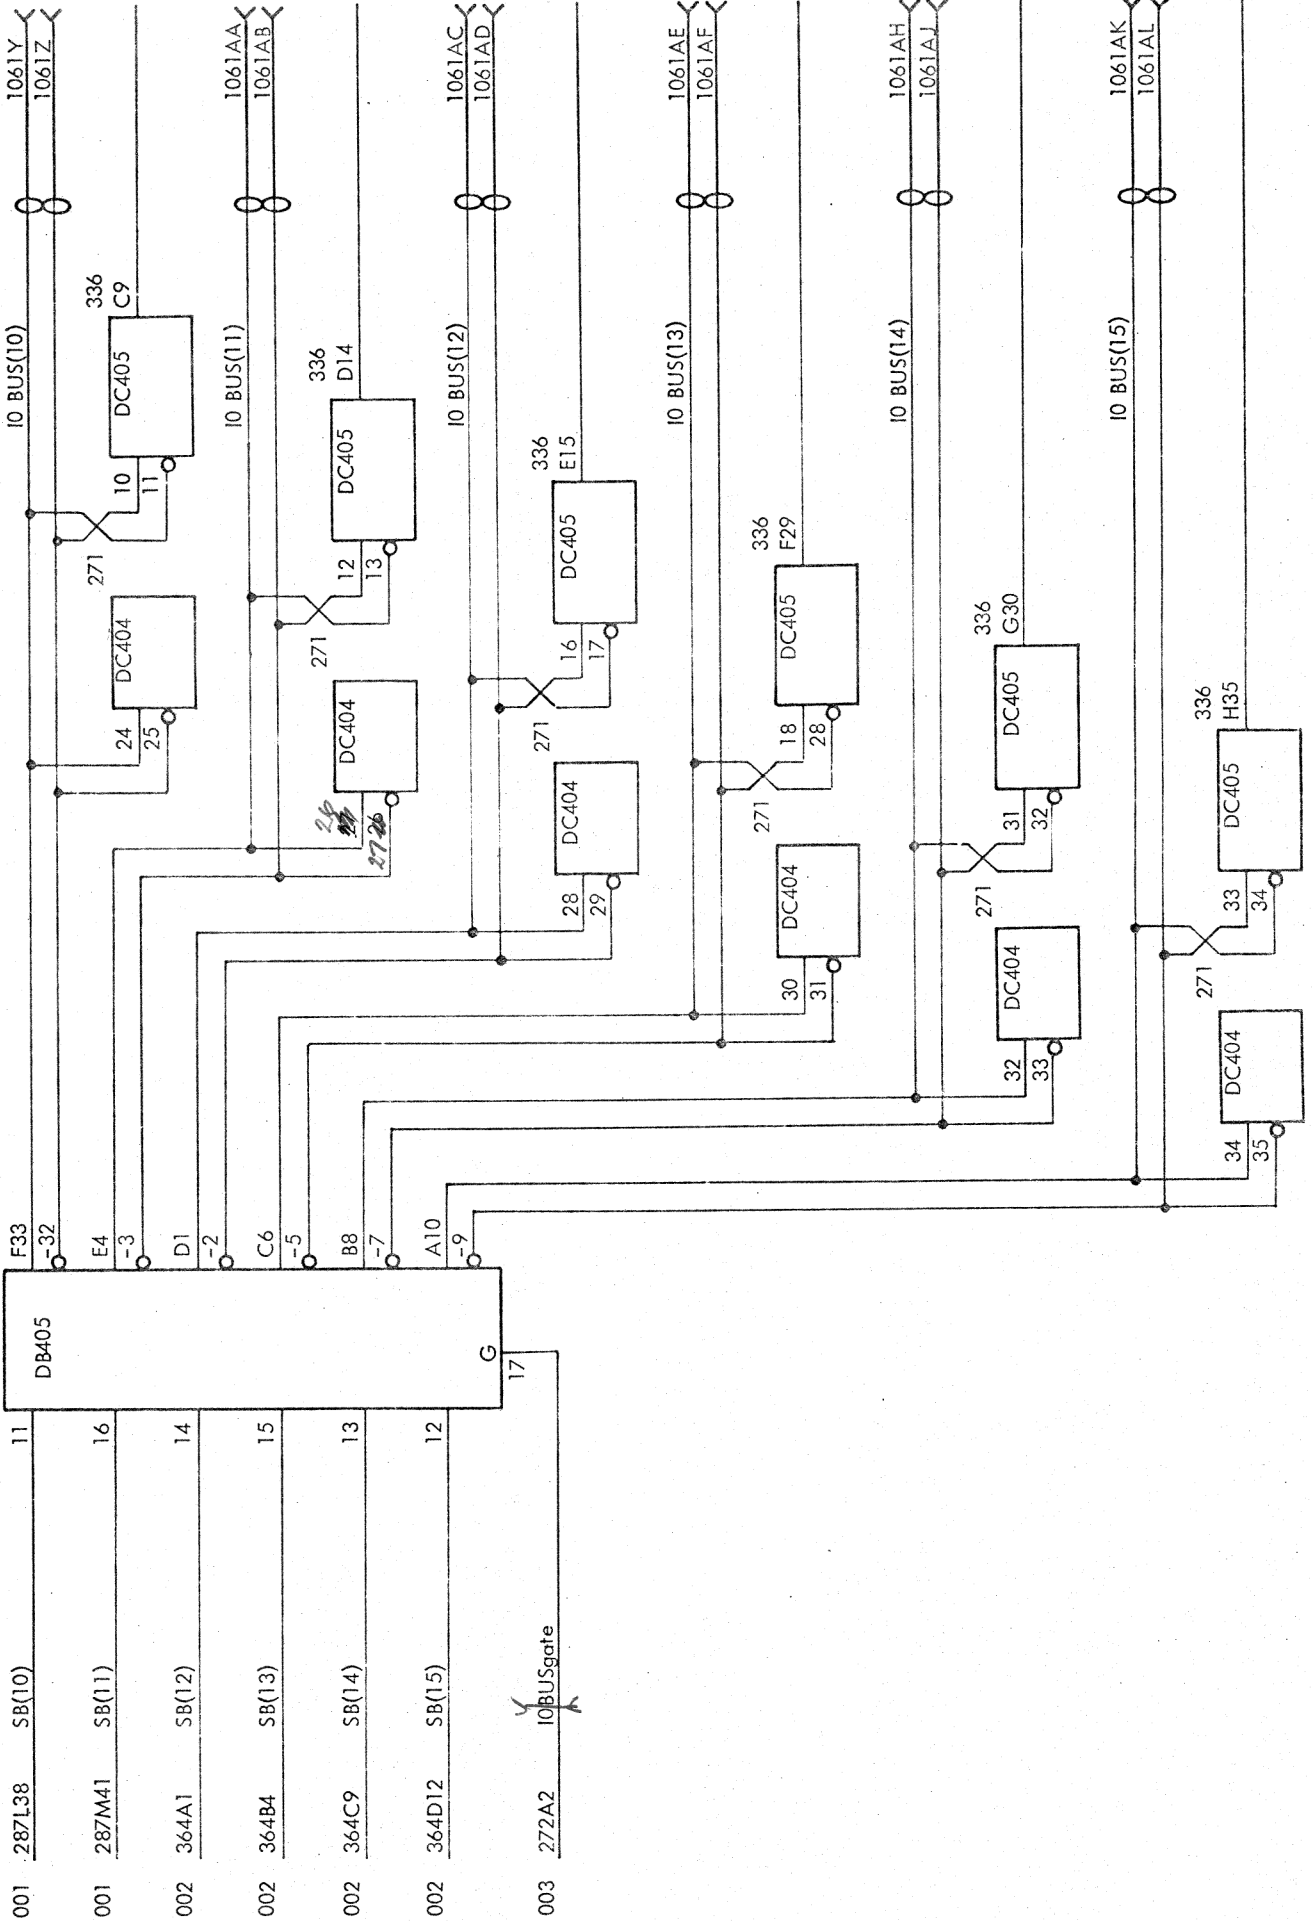 001 287L38 SB(10) 11
001 287M41 SB(11) 16
002 364A1 SB(12) 14
002 364B4 SB(13) 15
002 364C9 SB(14) 13
002 364D12 SB(15) 12
003 272A2 IOBUSgate 17
DB405
G
F33
-32
E4
-3
D1
-2
C6
-5
B8
-7
A10
-9
24
25
DC404
271
10
11
DC405
336
C9
IO BUS(10)
1061Y
1061Z
28
27 26
DC404
271
12
13
DC405
336
D14
IO BUS(11)
1061AA
1061AB
28
29
DC404
271
16
17
DC405
336
E15
IO BUS(12)
1061AC
1061AD
30
31
DC404
271
18
28
DC405
336
F29
IO BUS(13)
1061AE
1061AF
32
33
DC404
271
31
32
DC405
336
G30
IO BUS(14)
1061AH
1061AJ
34
35
DC404
271
33
34
DC405
336
H35
IO BUS(15)
1061AK
1061AL